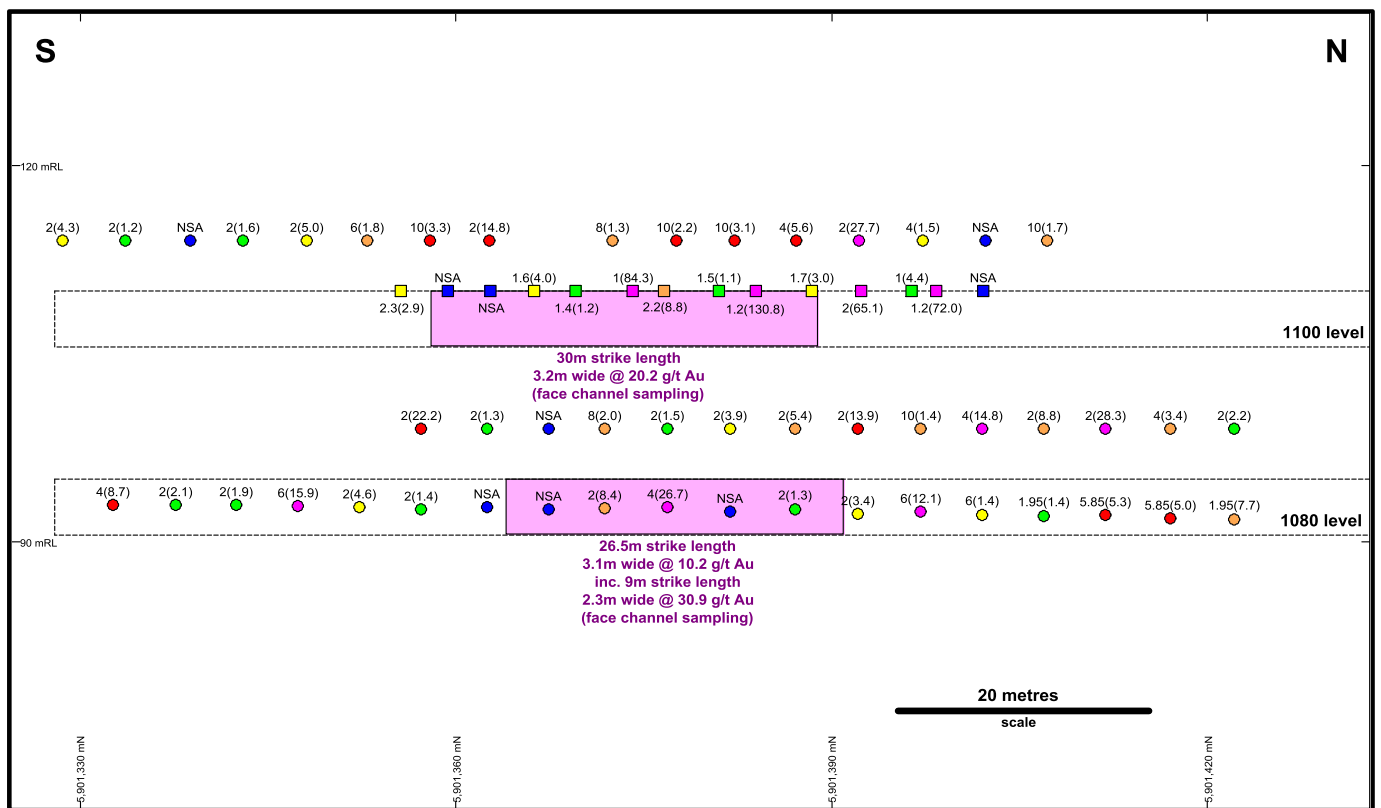 S
N
120 mRL
2(4.3) 2(1.2) NSA 2(1.6) 2(5.0) 6(1.8) 10(3.3) 2(14.8) 8(1.3) 10(2.2) 10(3.1) 4(5.6) 2(27.7) 4(1.5) NSA 10(1.7)
NSA 1.6(4.0) 1(84.3) 1.5(1.1) 1.7(3.0) 1(4.4) NSA
2.3(2.9) NSA 1.4(1.2) 2.2(8.8) 1.2(130.8) 2(65.1) 1.2(72.0)
1100 level
30m strike length
3.2m wide @ 20.2 g/t Au
(face channel sampling)
2(22.2) 2(1.3) NSA 8(2.0) 2(1.5) 2(3.9) 2(5.4) 2(13.9) 10(1.4) 4(14.8) 2(8.8) 2(28.3) 4(3.4) 2(2.2)
4(8.7) 2(2.1) 2(1.9) 6(15.9) 2(4.6) 2(1.4) NSA NSA 2(8.4) 4(26.7) NSA 2(1.3) 2(3.4) 6(12.1) 6(1.4) 1.95(1.4) 5.85(5.3) 5.85(5.0) 1.95(7.7)
1080 level
90 mRL
26.5m strike length
3.1m wide @ 10.2 g/t Au
inc. 9m strike length
2.3m wide @ 30.9 g/t Au
(face channel sampling)
20 metres
scale
5,901,330 mN
5,901,360 mN
5,901,390 mN
5,901,420 mN